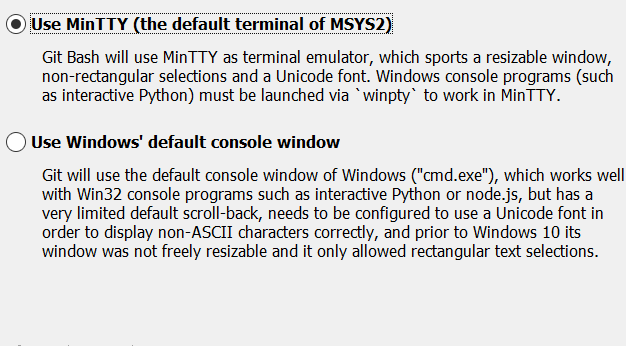 Use MinTTY (the default terminal of MSYS2)
Git Bash will use MinTTY as terminal emulator, which sports a resizable window,
non-rectangular selections and a Unicode font. Windows console programs (such
as interactive Python) must be launched via `winpty` to work in MinTTY.
Use Windows' default console window
Git will use the default console window of Windows ("cmd.exe"), which works well
with Win32 console programs such as interactive Python or node.js, but has a
very limited default scroll-back, needs to be configured to use a Unicode font in
order to display non-ASCII characters correctly, and prior to Windows 10 its
window was not freely resizable and it only allowed rectangular text selections.